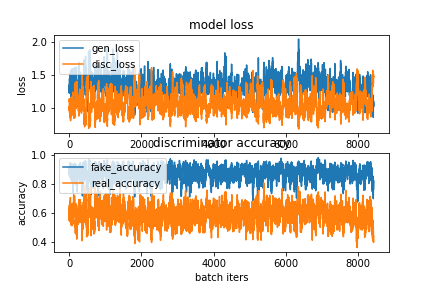 model loss
2.0
1.5
1.0
loss
gen_loss
disc_loss
0 2000 4000 6000 8000
discriminator accuracy
1.0
0.8
0.6
0.4
accuracy
fake_accuracy
real_accuracy
0 2000 4000 6000 8000
batch iters